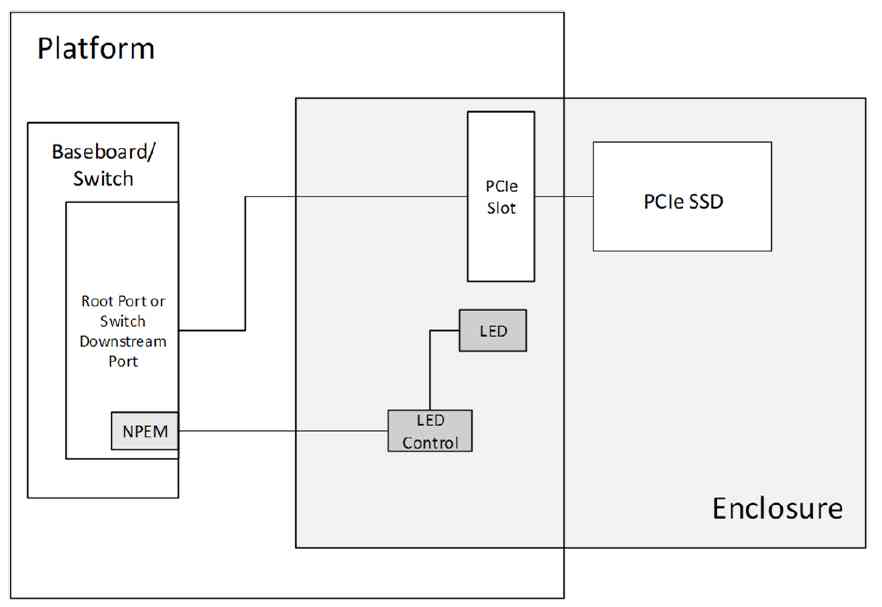 Platform
Baseboard/
Switch
PCIe
Slot
PCIe SSD
Root Port or
Switch
Downstream
Port
LED
NPEM
LED
Control
Enclosure